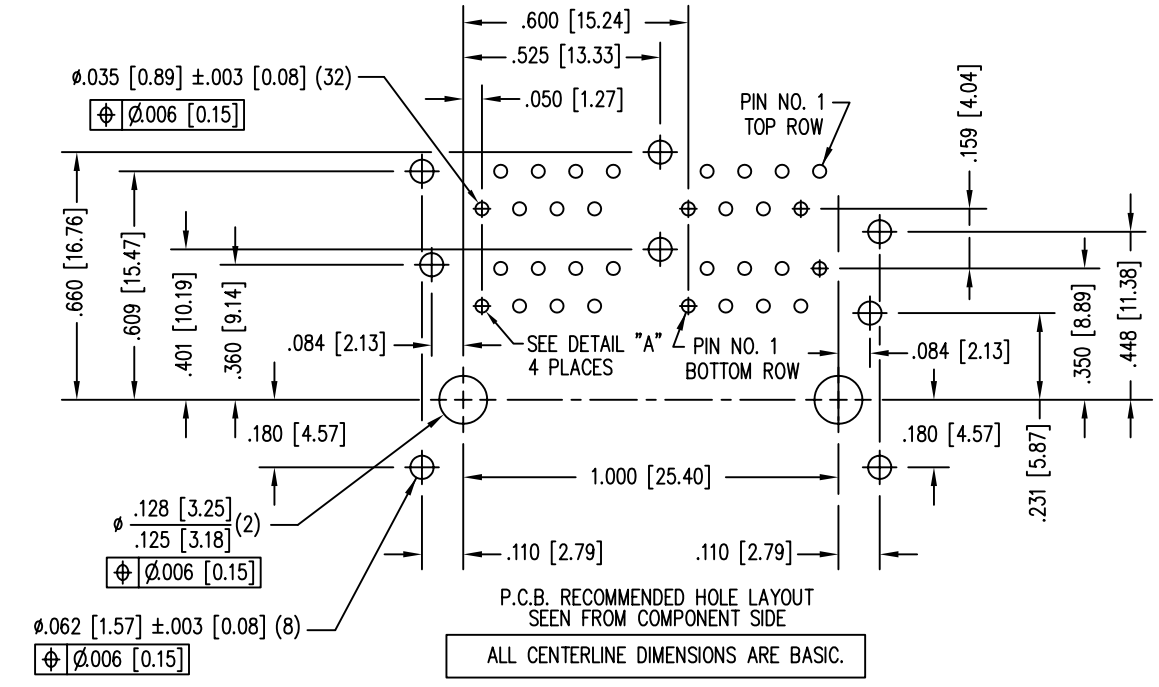 .600 [15.24]
.525 [13.33]
ø.035 [0.89] ±.003 [0.08] (32)
⌖ Ø.006 [0.15]
.050 [1.27]
PIN NO. 1
TOP ROW
.159 [4.04]
.660 [16.76]
.609 [15.47]
.401 [10.19]
.360 [9.14]
.084 [2.13]
SEE DETAIL "A"
4 PLACES
PIN NO. 1
BOTTOM ROW
.084 [2.13]
.350 [8.89]
.448 [11.38]
.180 [4.57]
.180 [4.57]
.231 [5.87]
1.000 [25.40]
ø .128 [3.25]
.125 [3.18] (2)
⌖ Ø.006 [0.15]
.110 [2.79]
.110 [2.79]
P.C.B. RECOMMENDED HOLE LAYOUT
SEEN FROM COMPONENT SIDE
ø.062 [1.57] ±.003 [0.08] (8)
⌖ Ø.006 [0.15]
ALL CENTERLINE DIMENSIONS ARE BASIC.